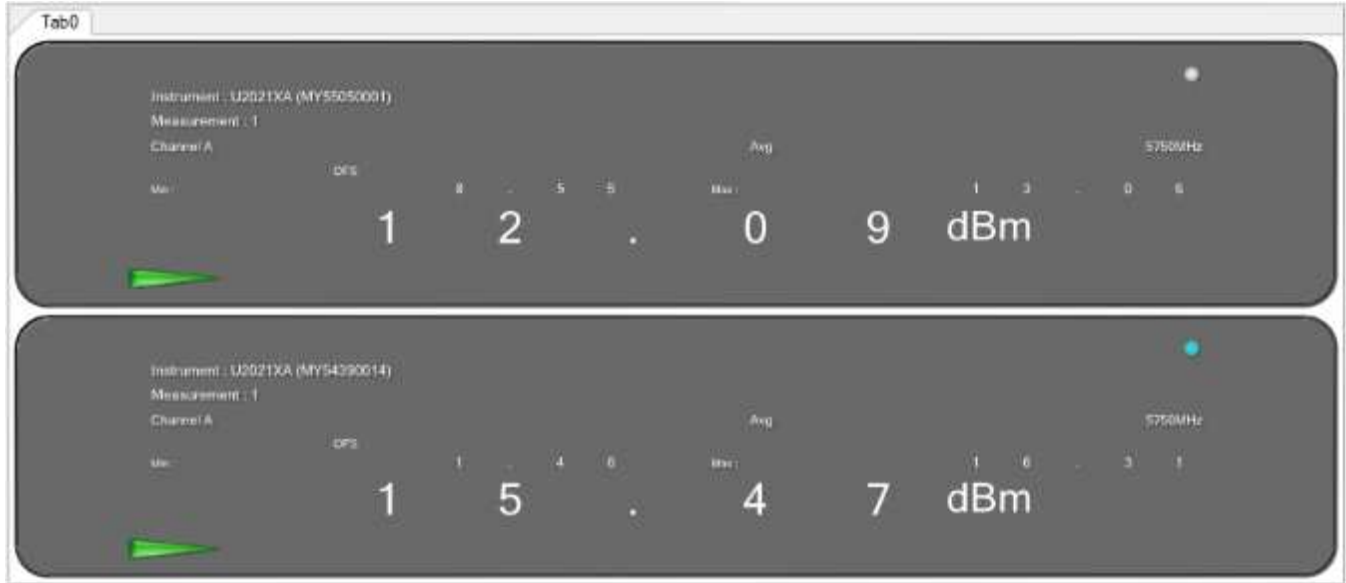 Tab0
Instrument : U2021XA (MY55050001)
Measurement : 1
Channel A Avg 5750MHz
OFS
Min : 8 . 5 5 Max : 1 3 . 0 6
1 2 . 0 9 dBm
Instrument : U2021XA (MY54390014)
Measurement : 1
Channel A Avg 5750MHz
OFS
Min : 1 . 4 6 Max : 1 6 . 3 1
1 5 . 4 7 dBm